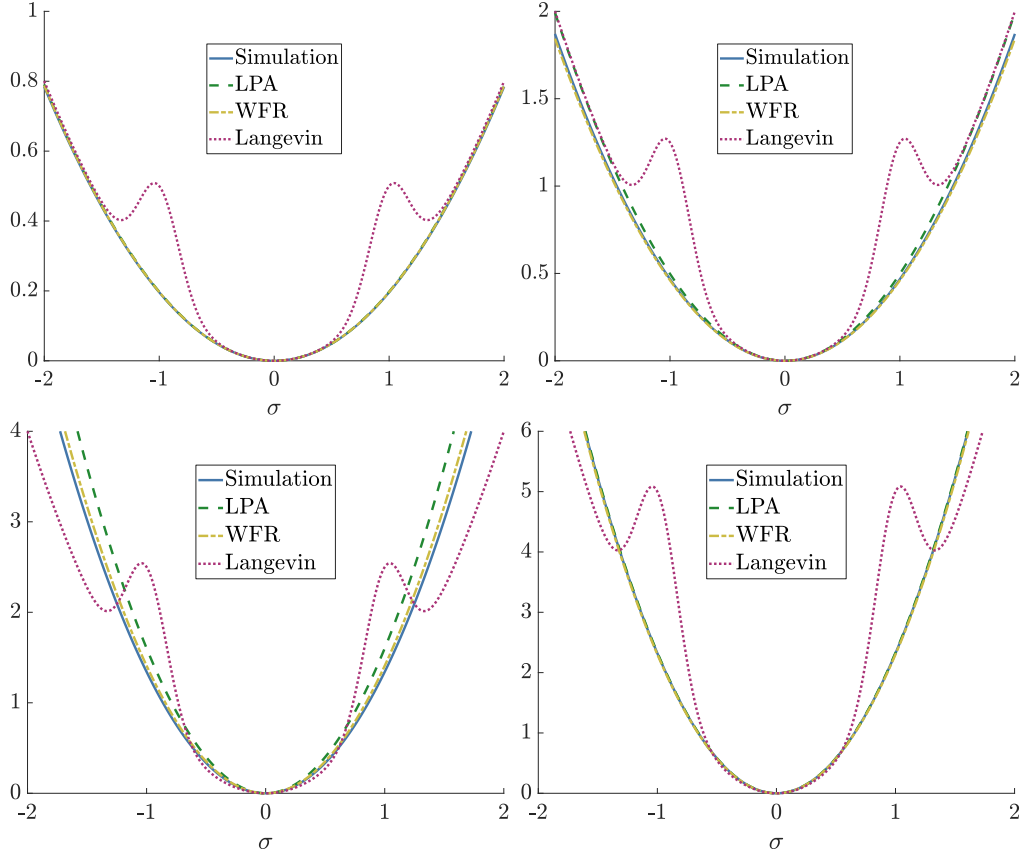 1
0.8
0.6
0.4
0.2
0
-2 -1 0 1 2
σ
Simulation
LPA
WFR
Langevin
2
1.5
1
0.5
0
-2 -1 0 1 2
σ
Simulation
LPA
WFR
Langevin
4
3
2
1
0
-2 -1 0 1 2
σ
Simulation
LPA
WFR
Langevin
6
5
4
3
2
1
0
-2 -1 0 1 2
σ
Simulation
LPA
WFR
Langevin